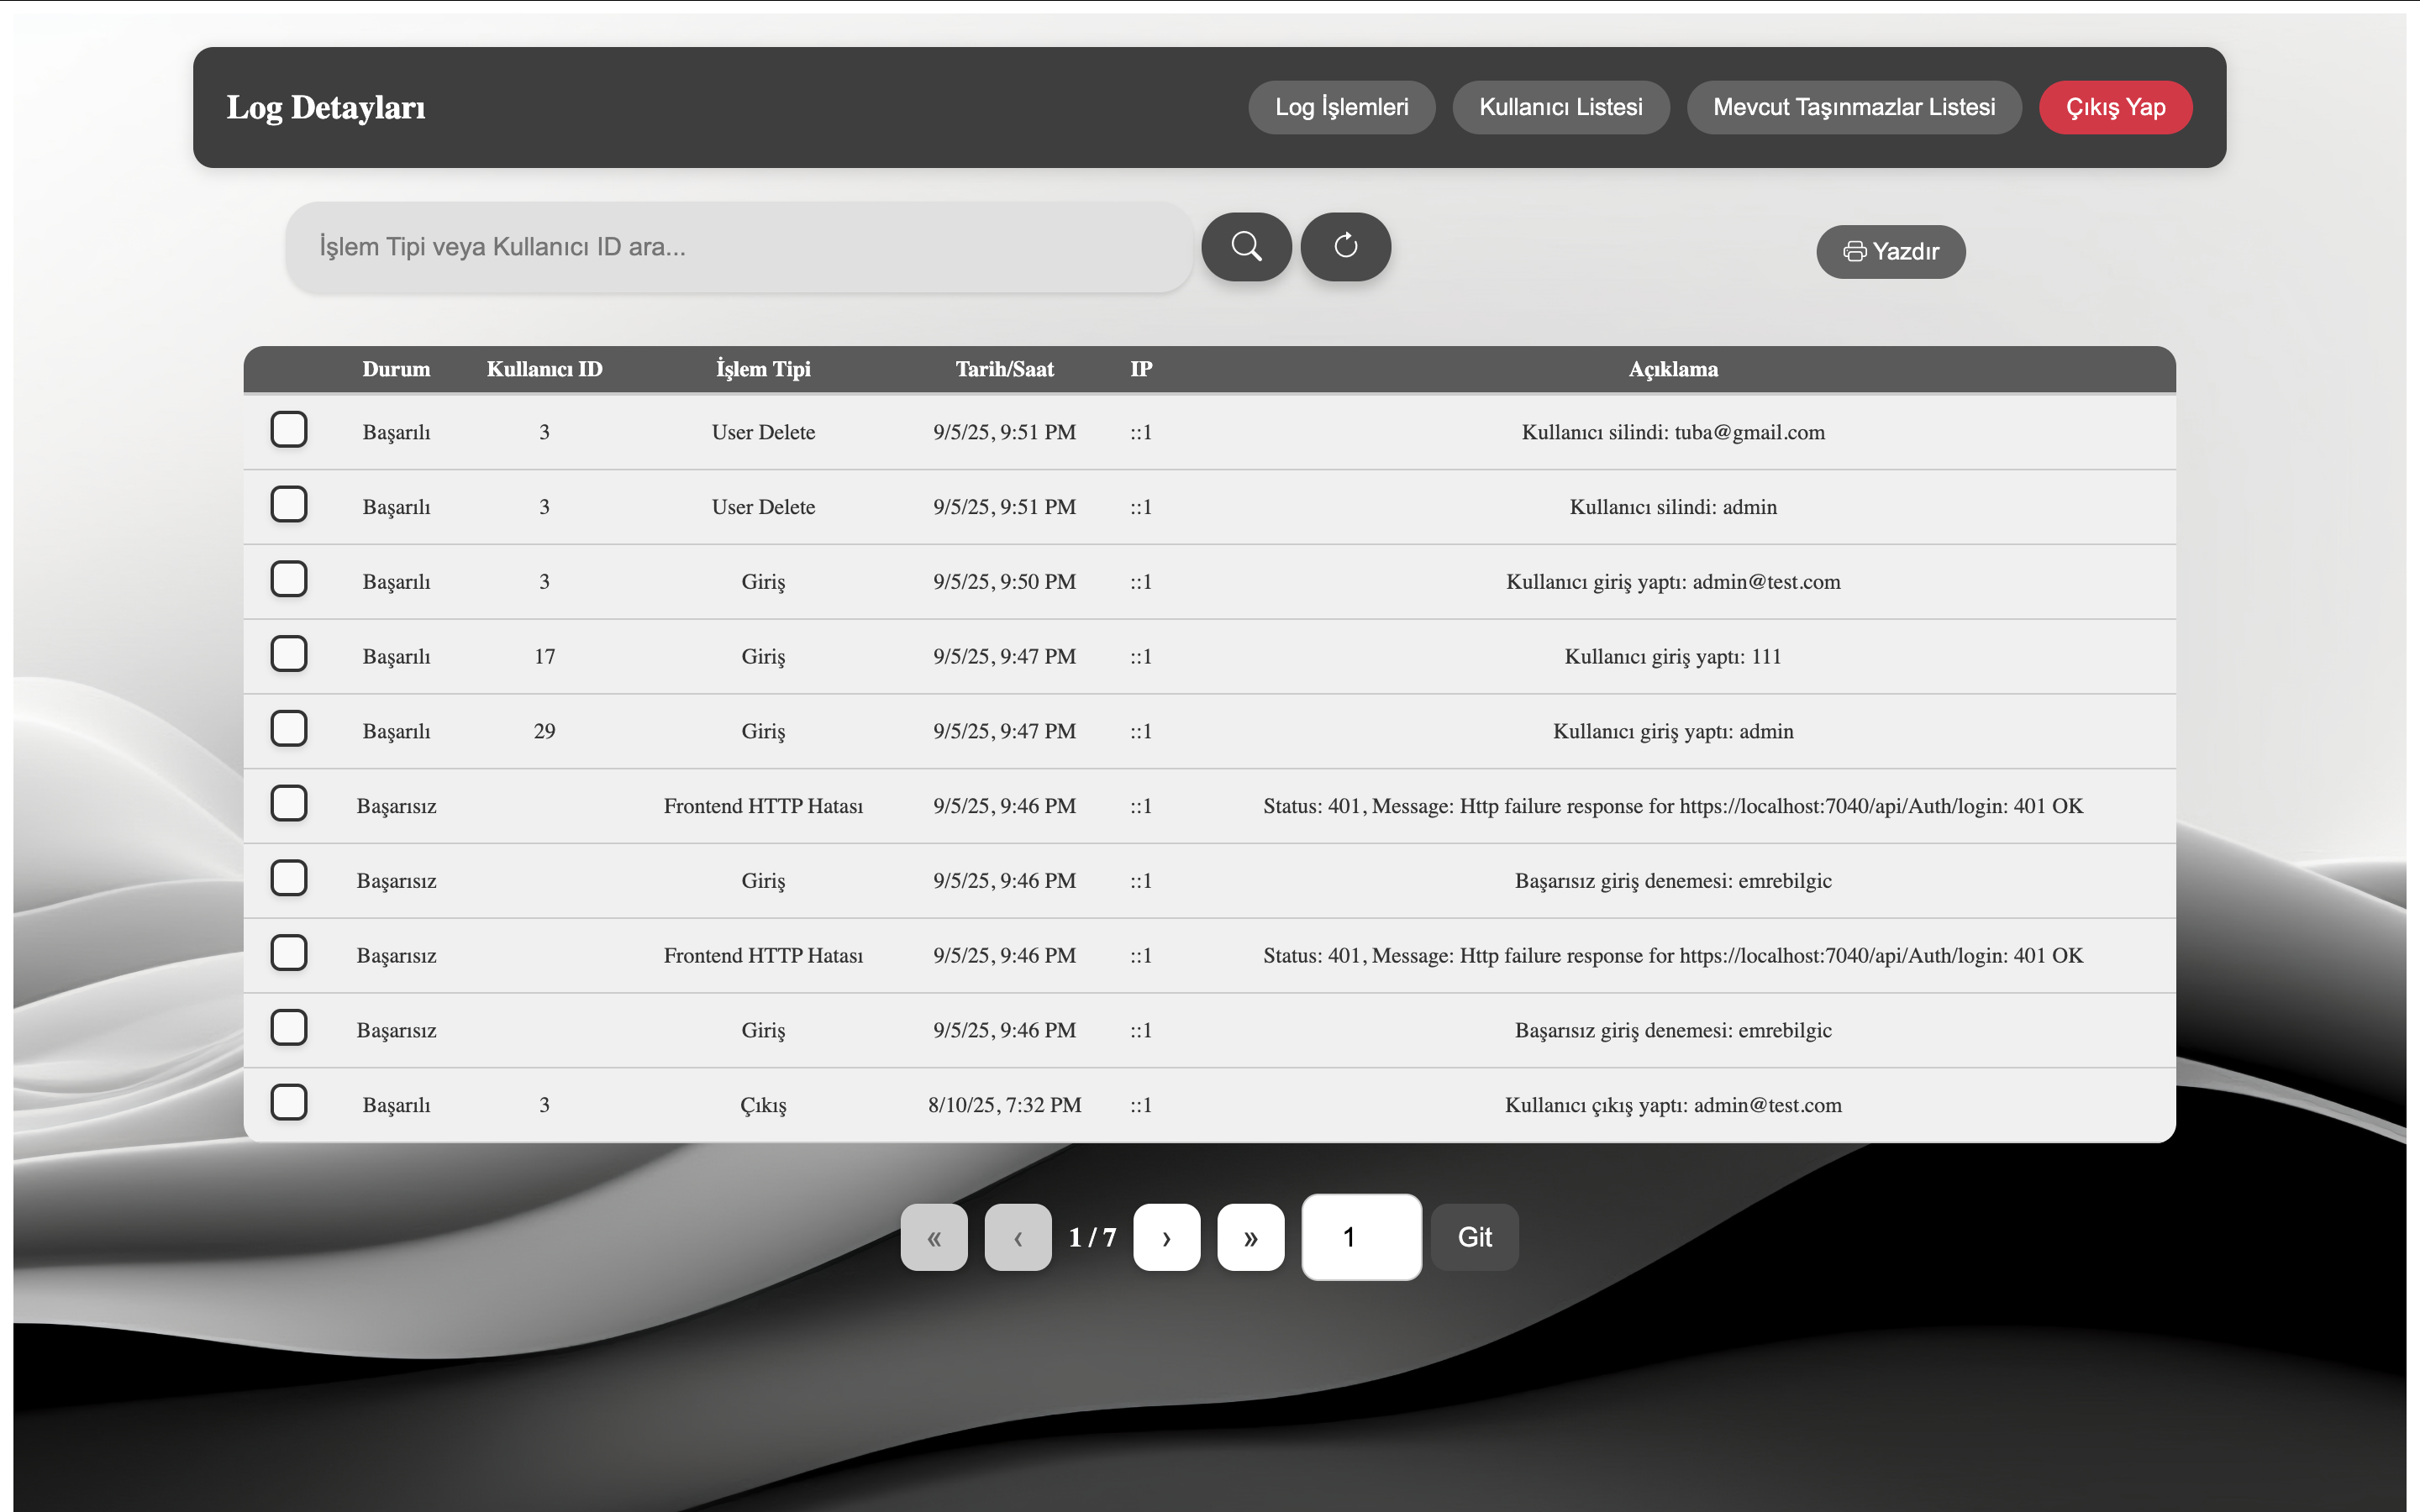 Log Detayları
Log İşlemleri Kullanıcı Listesi Mevcut Taşınmazlar Listesi Çıkış Yap
İşlem Tipi veya Kullanıcı ID ara...
Yazdır
Durum Kullanıcı ID İşlem Tipi Tarih/Saat IP Açıklama
Başarılı 3 User Delete 9/5/25, 9:51 PM ::1 Kullanıcı silindi: tuba@gmail.com
Başarılı 3 User Delete 9/5/25, 9:51 PM ::1 Kullanıcı silindi: admin
Başarılı 3 Giriş 9/5/25, 9:50 PM ::1 Kullanıcı giriş yaptı: admin@test.com
Başarılı 17 Giriş 9/5/25, 9:47 PM ::1 Kullanıcı giriş yaptı: 111
Başarılı 29 Giriş 9/5/25, 9:47 PM ::1 Kullanıcı giriş yaptı: admin
Başarısız Frontend HTTP Hatası 9/5/25, 9:46 PM ::1 Status: 401, Message: Http failure response for https://localhost:7040/api/Auth/login: 401 OK
Başarısız Giriş 9/5/25, 9:46 PM ::1 Başarısız giriş denemesi: emrebilgic
Başarısız Frontend HTTP Hatası 9/5/25, 9:46 PM ::1 Status: 401, Message: Http failure response for https://localhost:7040/api/Auth/login: 401 OK
Başarısız Giriş 9/5/25, 9:46 PM ::1 Başarısız giriş denemesi: emrebilgic
Başarılı 3 Çıkış 8/10/25, 7:32 PM ::1 Kullanıcı çıkış yaptı: admin@test.com
« ‹ 1 / 7 › » 1 Git